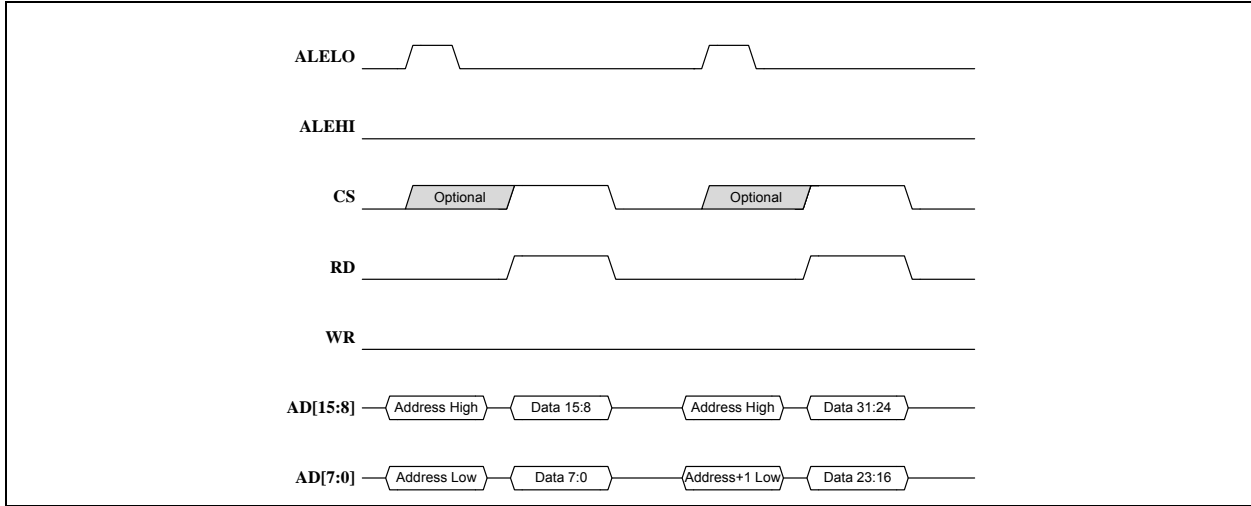 ALELO
ALEHI
CS Optional Optional
RD
WR
AD[15:8] Address High Data 15:8 Address High Data 31:24
AD[7:0] Address Low Data 7:0 Address+1 Low Data 23:16